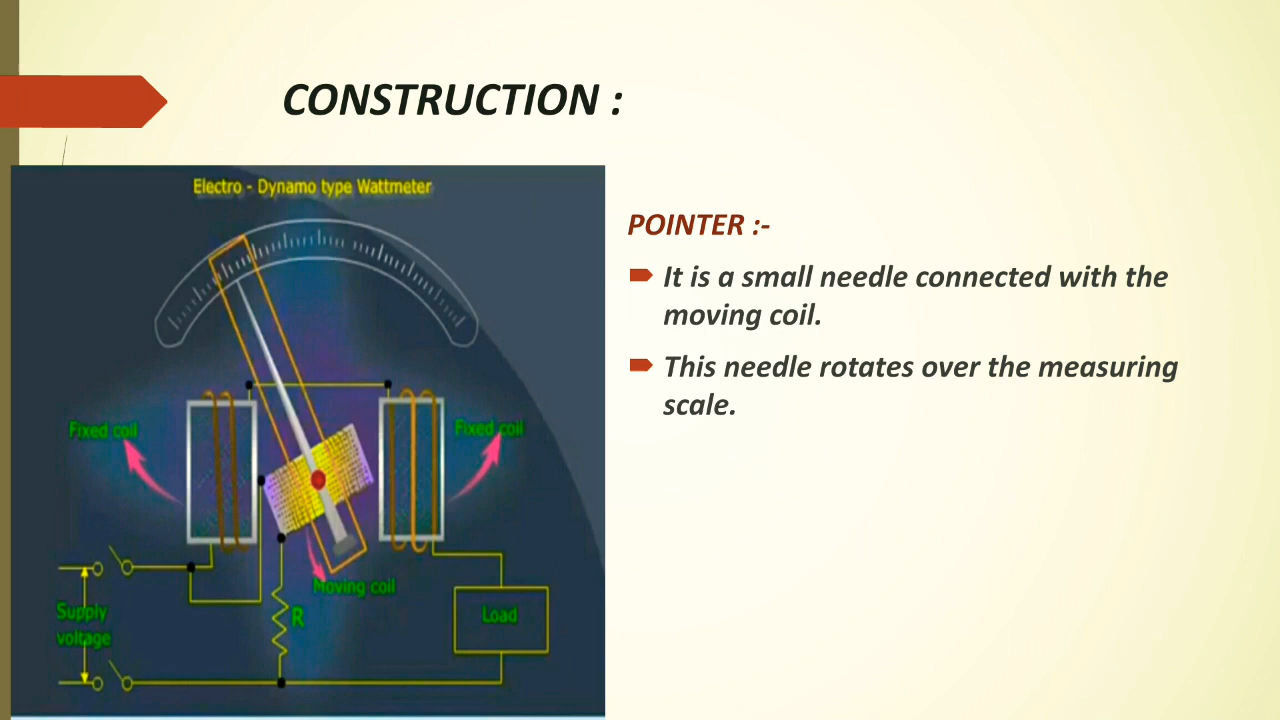 CONSTRUCTION :
Electro - Dynamo type Wattmeter
Fixed coil
Fixed coil
Moving coil
Supply
voltage
R
Load
POINTER :-
It is a small needle connected with the
moving coil.
This needle rotates over the measuring
scale.